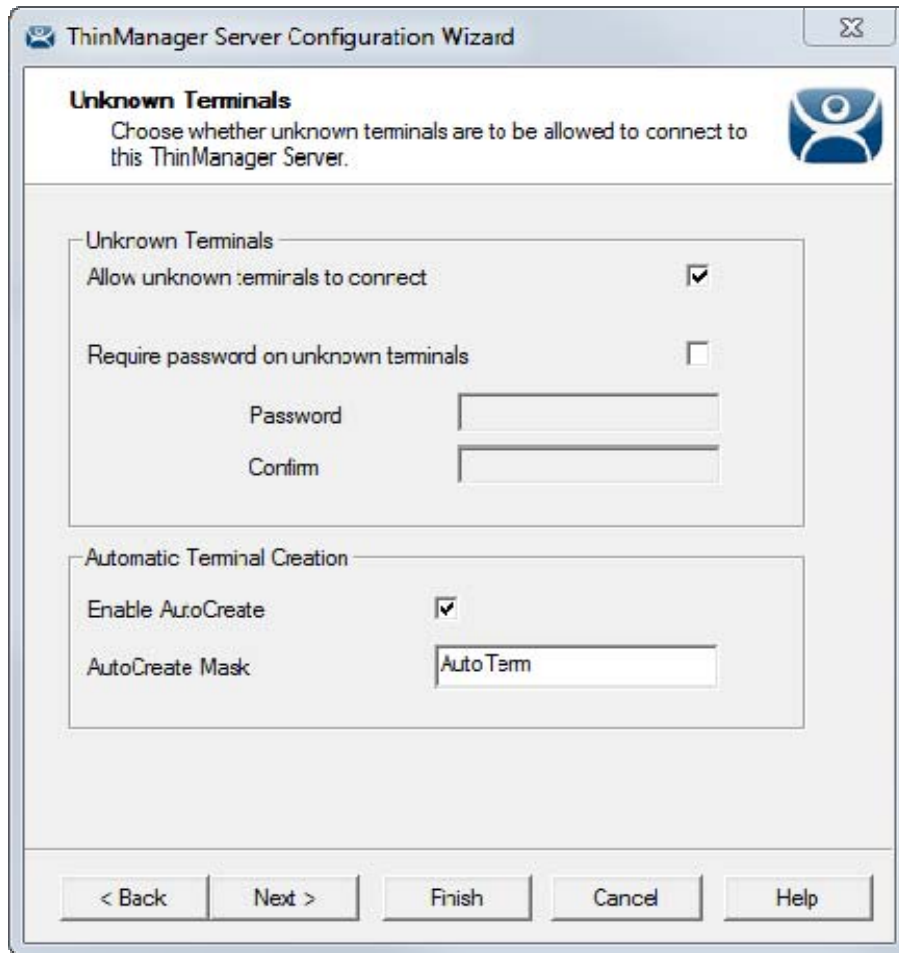 ThinManager Server Configuration Wizard
Unknown Terminals
Choose whether unknown terminals are to be allowed to connect to
this ThinManager Server.
Unknown Terminals
Allow unknown terminals to connect
Require password on unknown terminals
Password
Confirm
Automatic Terminal Creation
Enable AutoCreate
AutoCreate Mask AutoTerm
< Back Next > Finish Cancel Help